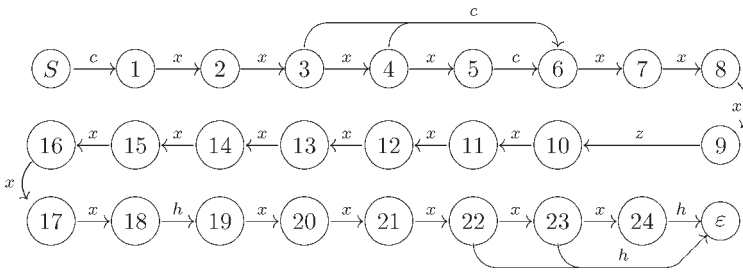 c
S c 1 x 2 x 3 x 4 x 5 c 6 x 7 x 8
x
16 x 15 x 14 x 13 x 12 x 11 x 10 z 9
x
17 x 18 h 19 x 20 x 21 x 22 x 23 x 24 h ε
h